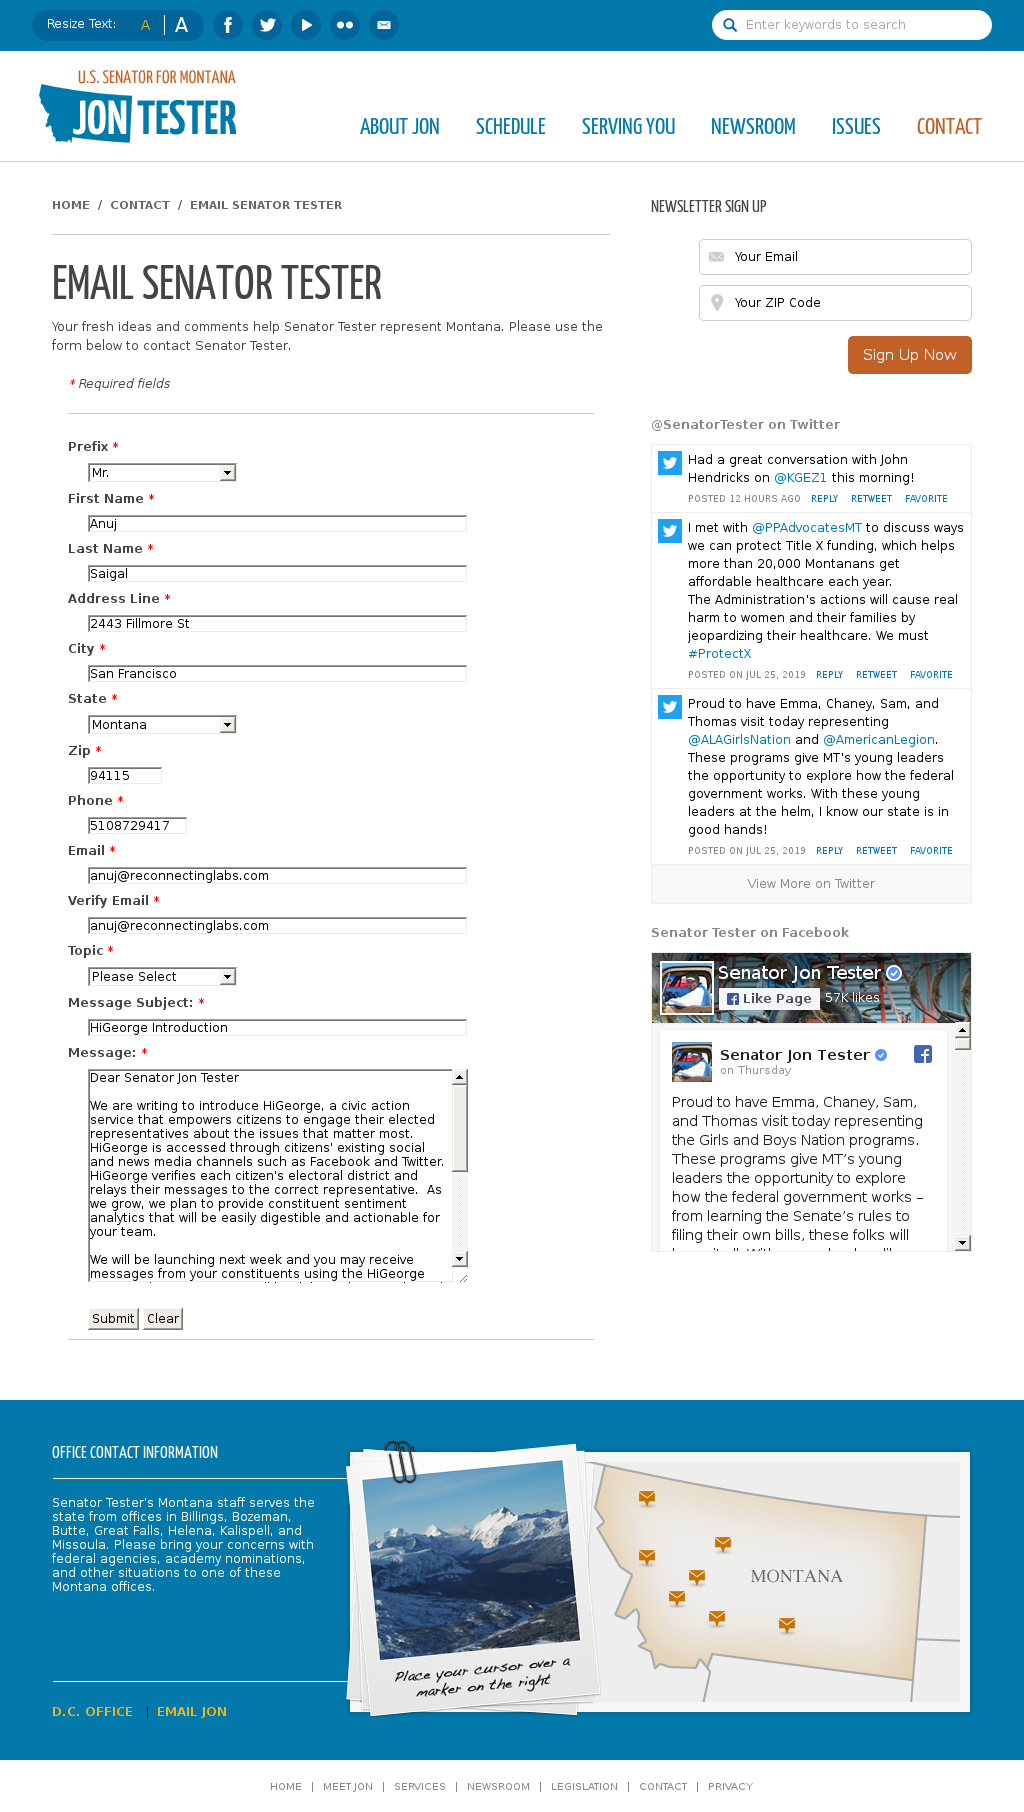 Resize Text: A A
Enter keywords to search
U.S. SENATOR FOR MONTANA
JON TESTER
ABOUT JON SCHEDULE SERVING YOU NEWSROOM ISSUES CONTACT
HOME / CONTACT / EMAIL SENATOR TESTER
EMAIL SENATOR TESTER
Your fresh ideas and comments help Senator Tester represent Montana. Please use the
form below to contact Senator Tester.
* Required fields
Prefix *
Mr.
First Name *
Anuj
Last Name *
Saigal
Address Line *
2443 Fillmore St
City *
San Francisco
State *
Montana
Zip *
94115
Phone *
5108729417
Email *
anuj@reconnectinglabs.com
Verify Email *
anuj@reconnectinglabs.com
Topic *
Please Select
Message Subject: *
HiGeorge Introduction
Message: *
Dear Senator Jon Tester
We are writing to introduce HiGeorge, a civic action
service that empowers citizens to engage their elected
representatives about the issues that matter most.
HiGeorge is accessed through citizens' existing social
and news media channels such as Facebook and Twitter.
HiGeorge verifies each citizen's electoral district and
relays their messages to the correct representative.  As
we grow, we plan to provide constituent sentiment
analytics that will be easily digestible and actionable for
your team.
We will be launching next week and you may receive
messages from your constituents using the HiGeorge
Submit Clear
NEWSLETTER SIGN UP
Your Email
Your ZIP Code
Sign Up Now
@SenatorTester on Twitter
Had a great conversation with John
Hendricks on @KGEZ1 this morning!
POSTED 12 HOURS AGO REPLY RETWEET FAVORITE
I met with @PPAdvocatesMT to discuss ways
we can protect Title X funding, which helps
more than 20,000 Montanans get
affordable healthcare each year.
The Administration's actions will cause real
harm to women and their families by
jeopardizing their healthcare. We must
#ProtectX
POSTED ON JUL 25, 2019 REPLY RETWEET FAVORITE
Proud to have Emma, Chaney, Sam, and
Thomas visit today representing
@ALAGirlsNation and @AmericanLegion.
These programs give MT's young leaders
the opportunity to explore how the federal
government works. With these young
leaders at the helm, I know our state is in
good hands!
POSTED ON JUL 25, 2019 REPLY RETWEET FAVORITE
View More on Twitter
Senator Tester on Facebook
Senator Jon Tester
Like Page 57K likes
Senator Jon Tester
on Thursday
Proud to have Emma, Chaney, Sam,
and Thomas visit today representing
the Girls and Boys Nation programs.
These programs give MT's young
leaders the opportunity to explore
how the federal government works –
from learning the Senate's rules to
filing their own bills, these folks will
OFFICE CONTACT INFORMATION
Senator Tester's Montana staff serves the
state from offices in Billings, Bozeman,
Butte, Great Falls, Helena, Kalispell, and
Missoula. Please bring your concerns with
federal agencies, academy nominations,
and other situations to one of these
Montana offices.
D.C. OFFICE | EMAIL JON
Place your cursor over a
marker on the right
MONTANA
HOME | MEET JON | SERVICES | NEWSROOM | LEGISLATION | CONTACT | PRIVACY